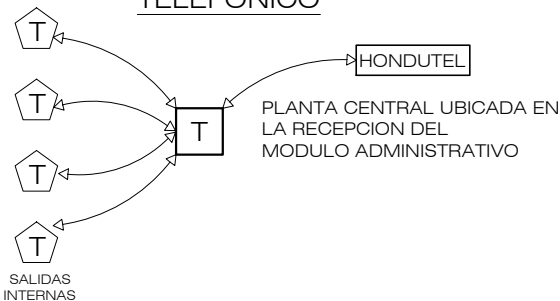 TELEFONICO
T
HONDUTEL
T
PLANTA CENTRAL UBICADA EN
LA RECEPCION DEL
MODULO ADMINISTRATIVO
T
T
T
SALIDAS
INTERNAS